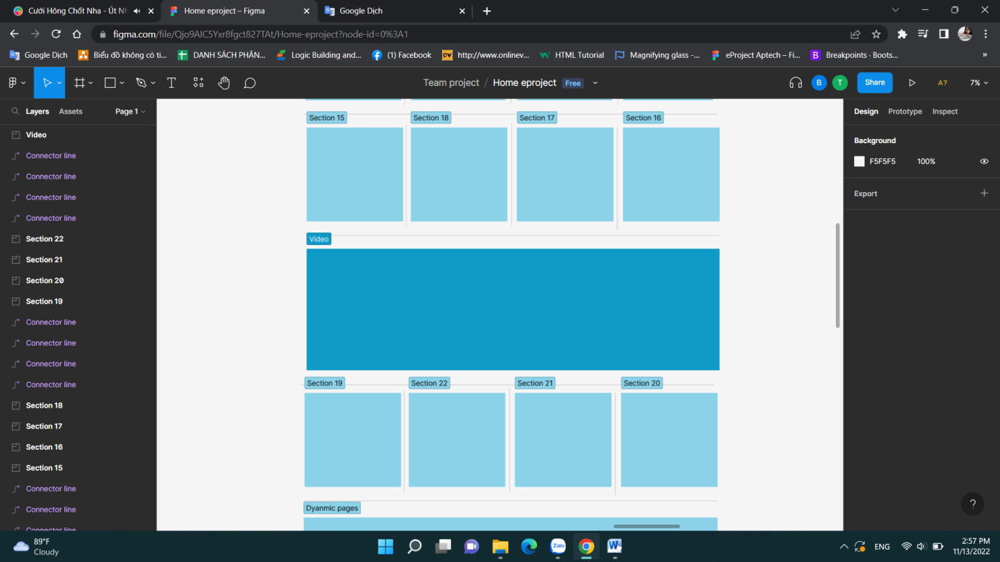 Cưới Hông Chốt Nha - Út Nh
Home eproject – Figma
Google Dịch
figma.com/file/Qjo9AlC5Yxr8fgct827TAt/Home-eproject?node-id=0%3A1
Google Dịch
Biểu đồ không có ti...
DANH SÁCH PHÂN...
Logic Building and...
(1) Facebook
http://www.onlinev...
HTML Tutorial
Magnifying glass -...
eProject Aptech – Fi...
Breakpoints · Boots...
Team project / Home eproject Free
B
T
Share
A?
7%
Layers
Assets
Page 1
Video
Connector line
Connector line
Connector line
Connector line
Section 22
Section 21
Section 20
Section 19
Connector line
Connector line
Connector line
Connector line
Section 18
Section 17
Section 16
Section 15
Connector line
Connector line
Connector line
Section 15
Section 18
Section 17
Section 16
Video
Section 19
Section 22
Section 21
Section 20
Dyanmic pages
Design
Prototype
Inspect
Background
F5F5F5
100%
Export
?
89°F
Cloudy
Zalo
ENG
2:57 PM
11/13/2022